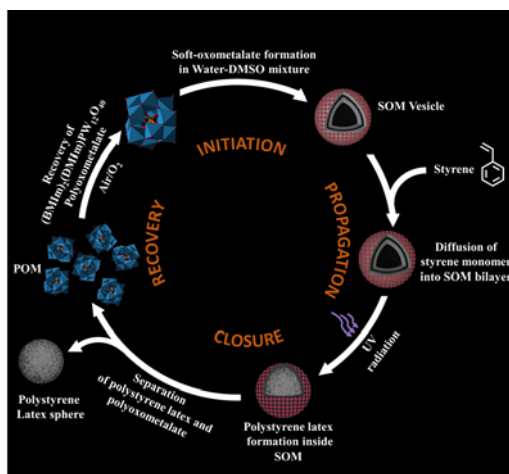 Soft-oxometalate formation
in Water-DMSO mixture
SOM Vesicle
Styrene
Diffusion of
styrene monomer
into SOM bilayer
UV
radiation
Polystyrene latex
formation inside
SOM
Separation
of polystyrene latex and
polyoxometalate
Polystyrene
Latex sphere
POM
Recovery of
(BMIm)₂(DMIm)PW₁₂O₄₀
Polyoxometalate
Air/O₂
INITIATION
PROPAGATION
CLOSURE
RECOVERY